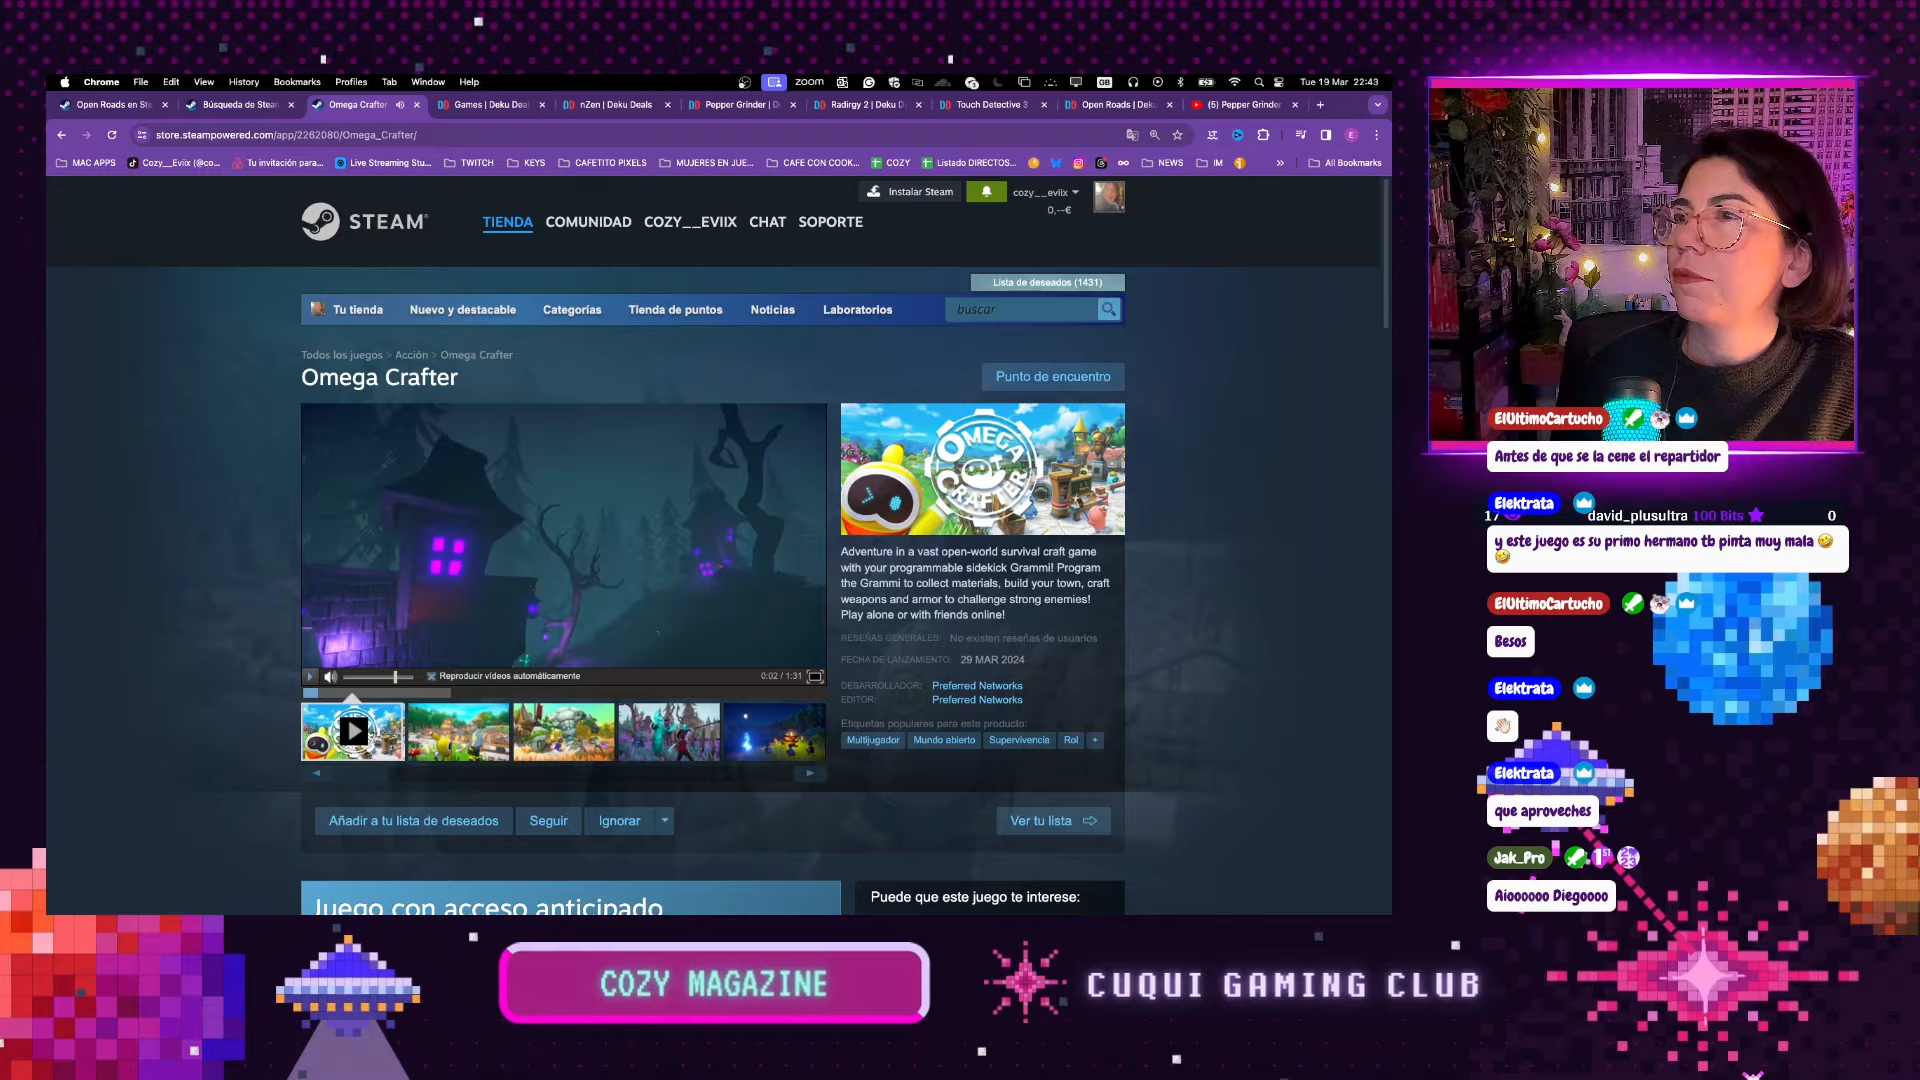 Chrome File Edit View History Bookmarks Profiles Tab Window Help
zoom
GB
Tue 19 Mar 22:43
Open Roads en Ste
Búsqueda de Steam
Omega Crafter
Games | Deku Deal
nZen | Deku Deals
Pepper Grinder | D
Radirgy 2 | Deku D
Touch Detective 3
Open Roads | Deku
(5) Pepper Grinder
store.steampowered.com/app/2262080/Omega_Crafter/
MAC APPS
Cozy__Eviix (@co...
Tu invitación para...
Live Streaming Stu...
TWITCH
KEYS
CAFETITO PIXELS
MUJERES EN JUE...
CAFE CON COOK...
COZY
Listado DIRECTOS...
NEWS
IM
All Bookmarks
Instalar Steam
cozy__eviix
0,--€
STEAM
TIENDA COMUNIDAD COZY__EVIIX CHAT SOPORTE
Lista de deseados (1431)
Tu tienda
Nuevo y destacable
Categorías
Tienda de puntos
Noticias
Laboratorios
buscar
Todos los juegos > Acción > Omega Crafter
Omega Crafter
Punto de encuentro
OMEGA
CRAFTER
Adventure in a vast open-world survival craft game
with your programmable sidekick Grammi! Program
the Grammi to collect materials, build your town, craft
weapons and armor to challenge strong enemies!
Play alone or with friends online!
RESEÑAS GENERALES: No existen reseñas de usuarios
FECHA DE LANZAMIENTO: 29 MAR 2024
DESARROLLADOR: Preferred Networks
EDITOR: Preferred Networks
Etiquetas populares para este producto:
Multijugador
Mundo abierto
Supervivencia
Rol
+
Reproducir vídeos automáticamente
0:02 / 1:31
Añadir a tu lista de deseados
Seguir
Ignorar
Ver tu lista
Juego con acceso anticipado
Puede que este juego te interese:
ElUltimoCartucho
Antes de que se la cene el repartidor
Elektrata
17
david_plusultra 100 Bits
0
y este juego es su primo hermano tb pinta muy mala 🤣
🤣
ElUltimoCartucho
Besos
Elektrata
👏🏻
Elektrata
que aproveches
Jak_Pro
Aioooooo Diegoooo
COZY MAGAZINE
CUQUI GAMING CLUB